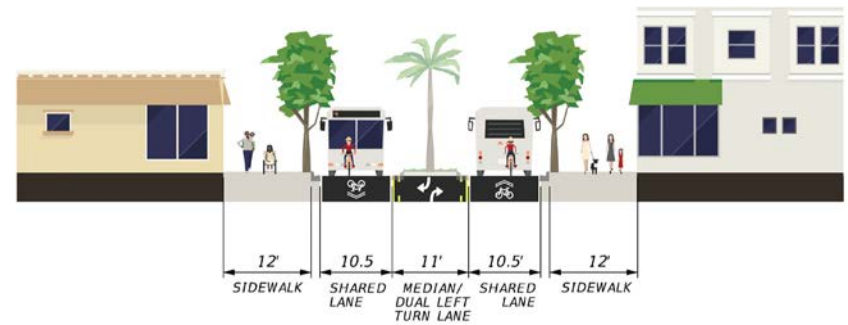 12' 10.5 11' 10.5' 12'
SIDEWALK SHARED MEDIAN/ SHARED SIDEWALK
LANE DUAL LEFT LANE
TURN LANE